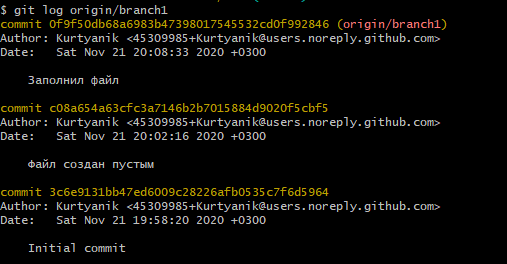 $ git log origin/branch1
commit 0f9f50db68a6983b47398017545532cd0f992846 (origin/branch1)
Author: Kurtyanik <45309985+Kurtyanik@users.noreply.github.com>
Date:   Sat Nov 21 20:08:33 2020 +0300
Заполнил файл
commit c08a654a63cfc3a7146b2b7015884d9020f5cbf5
Author: Kurtyanik <45309985+Kurtyanik@users.noreply.github.com>
Date:   Sat Nov 21 20:02:16 2020 +0300
Файл создан пустым
commit 3c6e9131bb47ed6009c28226afb0535c7f6d5964
Author: Kurtyanik <45309985+Kurtyanik@users.noreply.github.com>
Date:   Sat Nov 21 19:58:20 2020 +0300
Initial commit